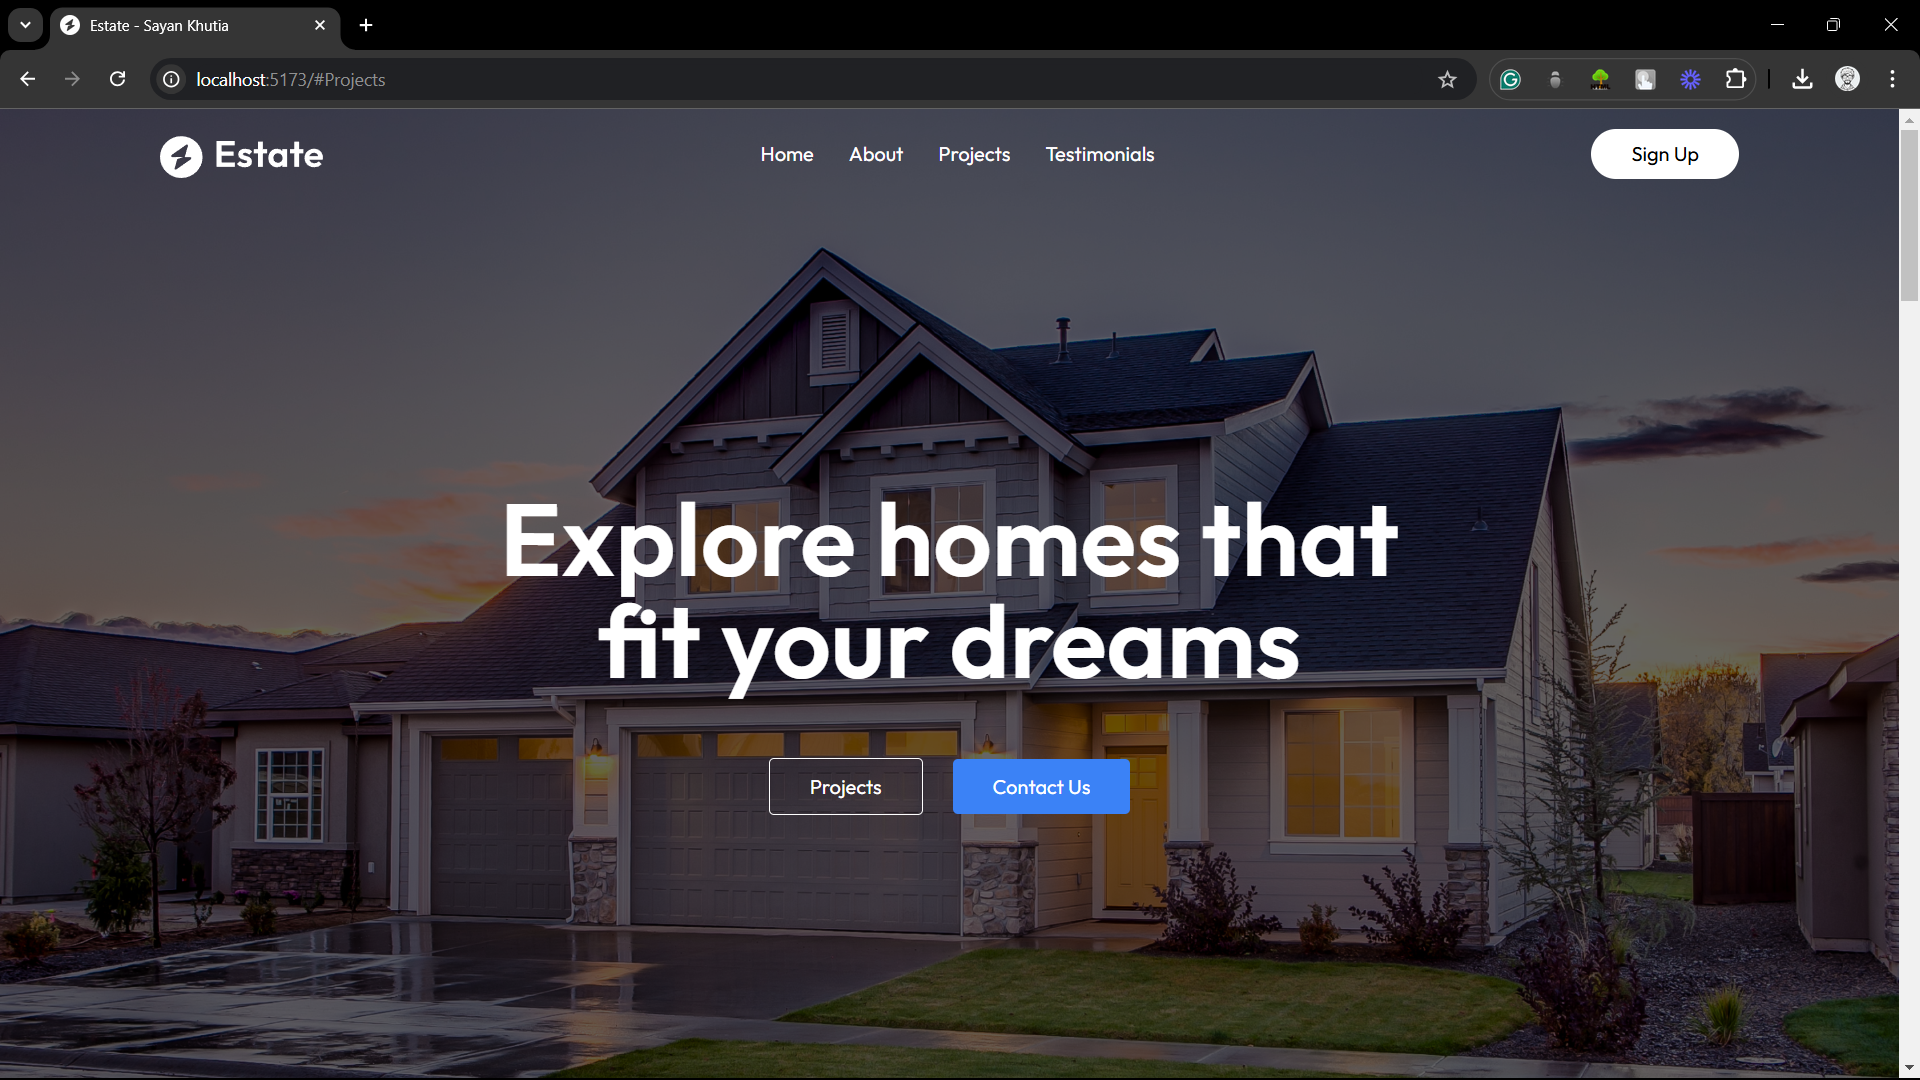 Estate - Sayan Khutia
localhost:5173/#Projects
Estate
Home About Projects Testimonials
Sign Up
Explore homes that
fit your dreams
Projects
Contact Us